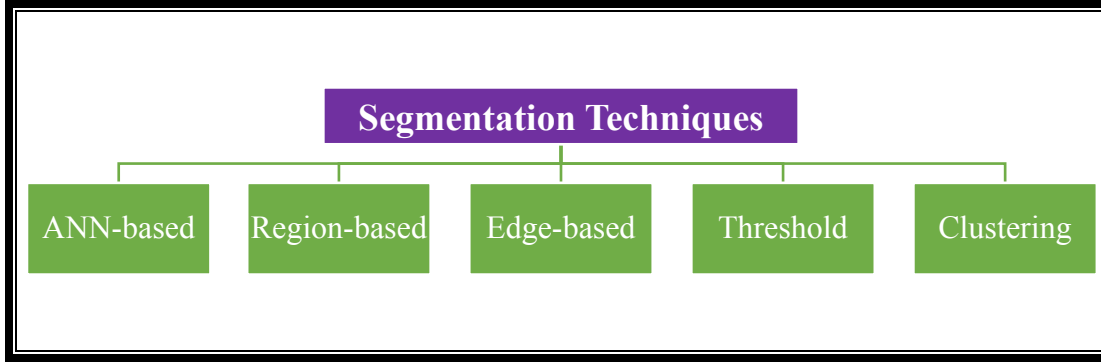 Segmentation Techniques
ANN-based
Region-based
Edge-based
Threshold
Clustering